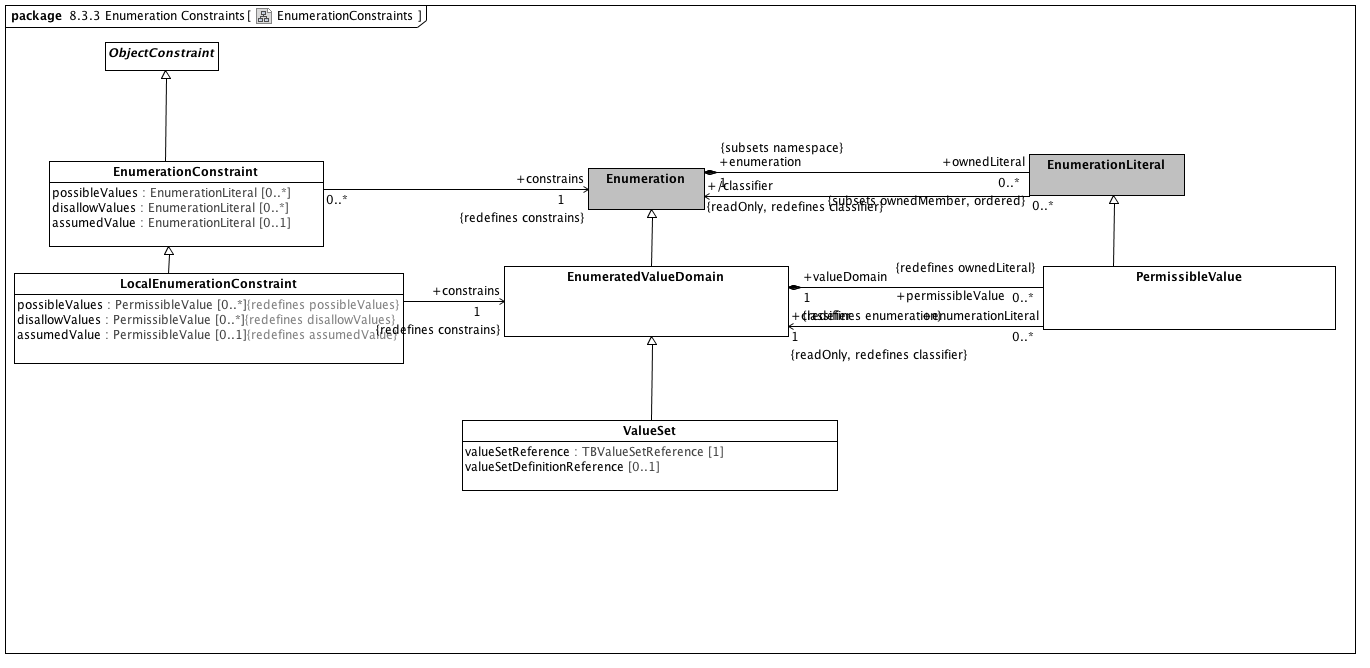 package 8.3.3 Enumeration Constraints [ EnumerationConstraints ]
ObjectConstraint
EnumerationConstraint
possibleValues : EnumerationLiteral [0..*]
disallowValues : EnumerationLiteral [0..*]
assumedValue : EnumerationLiteral [0..1]
0..*
+constrains
1
{redefines constrains}
Enumeration
{subsets namespace}
+enumeration
1
+ownedLiteral
0..*
{subsets ownedMember, ordered}
+/classifier
{readOnly, redefines classifier}
0..*
EnumerationLiteral
LocalEnumerationConstraint
possibleValues : PermissibleValue [0..*]{redefines possibleValues}
disallowValues : PermissibleValue [0..*]{redefines disallowValues}
assumedValue : PermissibleValue [0..1]{redefines assumedValue}
+constrains
1
{redefines constrains}
EnumeratedValueDomain
+valueDomain
1
{redefines enumeration}
{redefines ownedLiteral}
+permissibleValue 0..*
+classifier
1
{readOnly, redefines classifier}
+enumerationLiteral
0..*
PermissibleValue
ValueSet
valueSetReference : TBValueSetReference [1]
valueSetDefinitionReference [0..1]